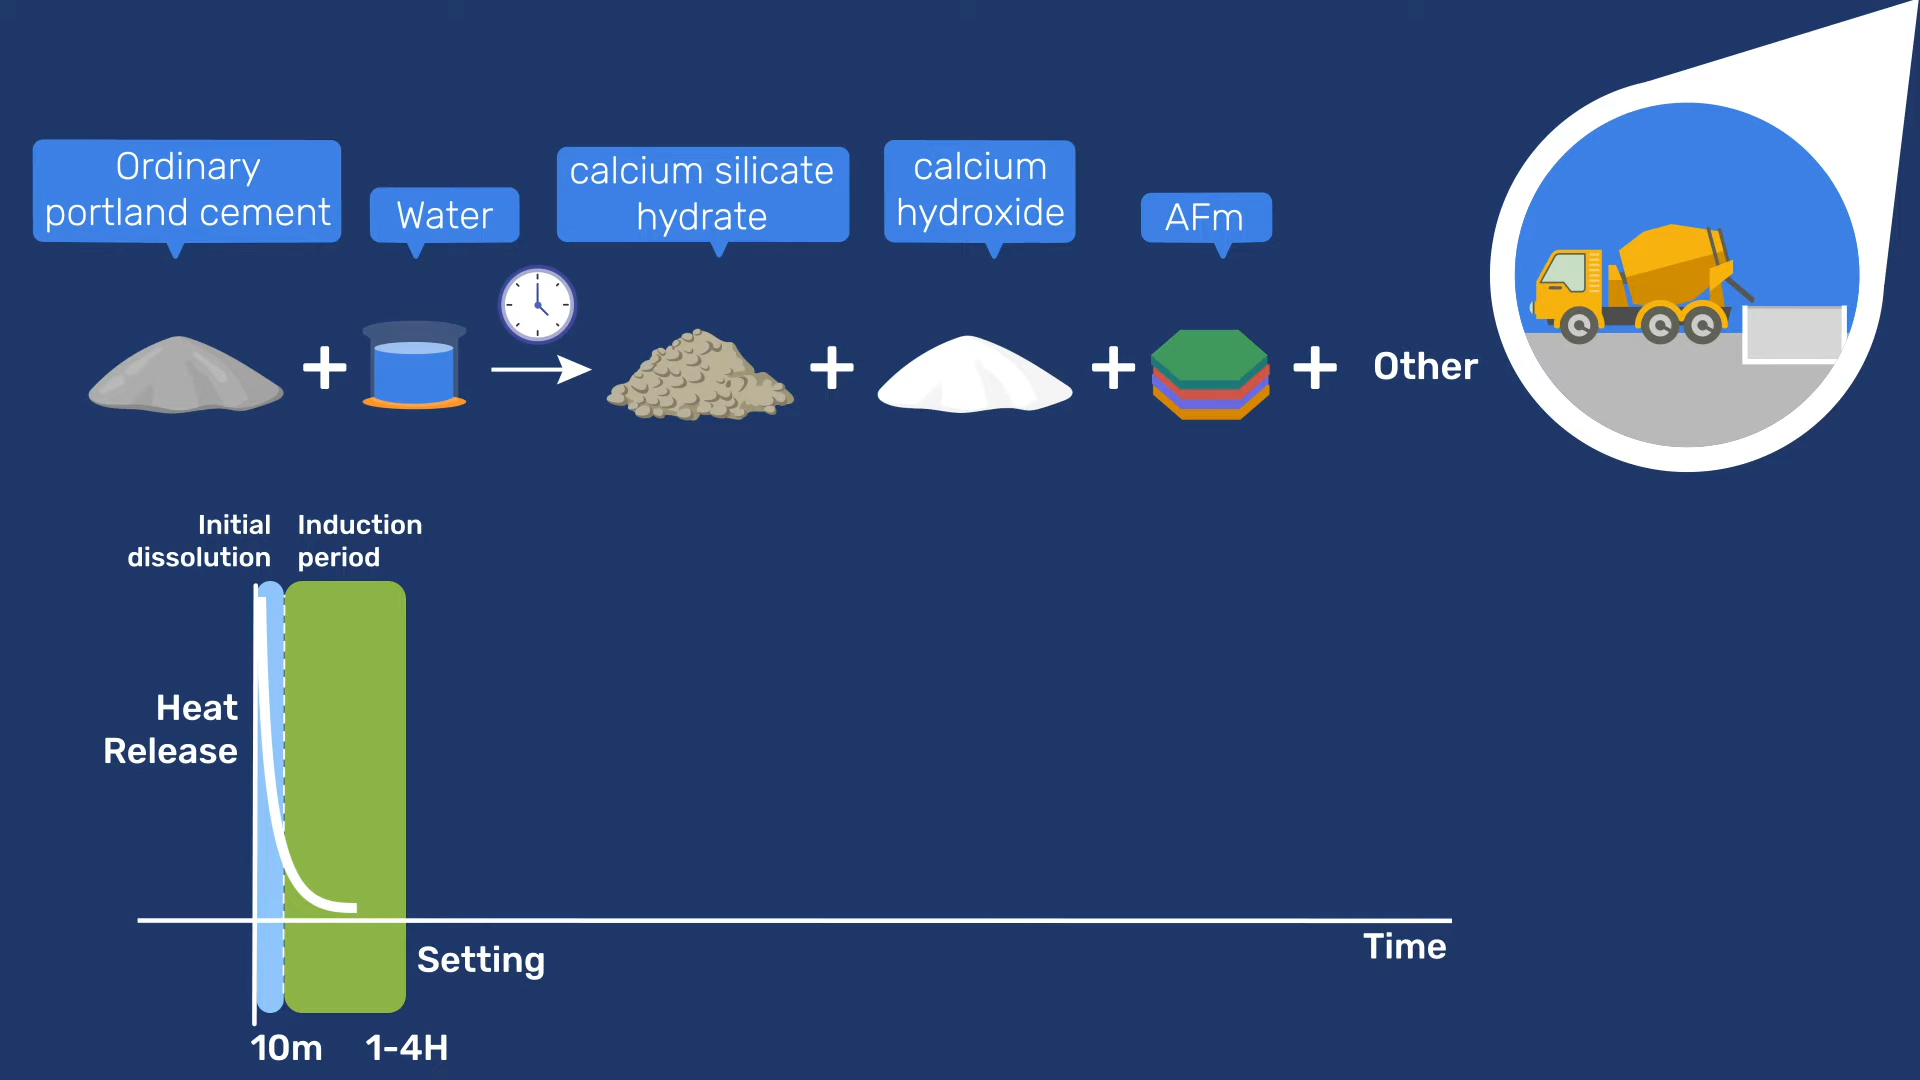 Ordinary
portland cement
Water
calcium silicate
hydrate
calcium
hydroxide
AFm
Other
Initial
dissolution
Induction
period
Heat
Release
Setting
Time
10m
1-4H